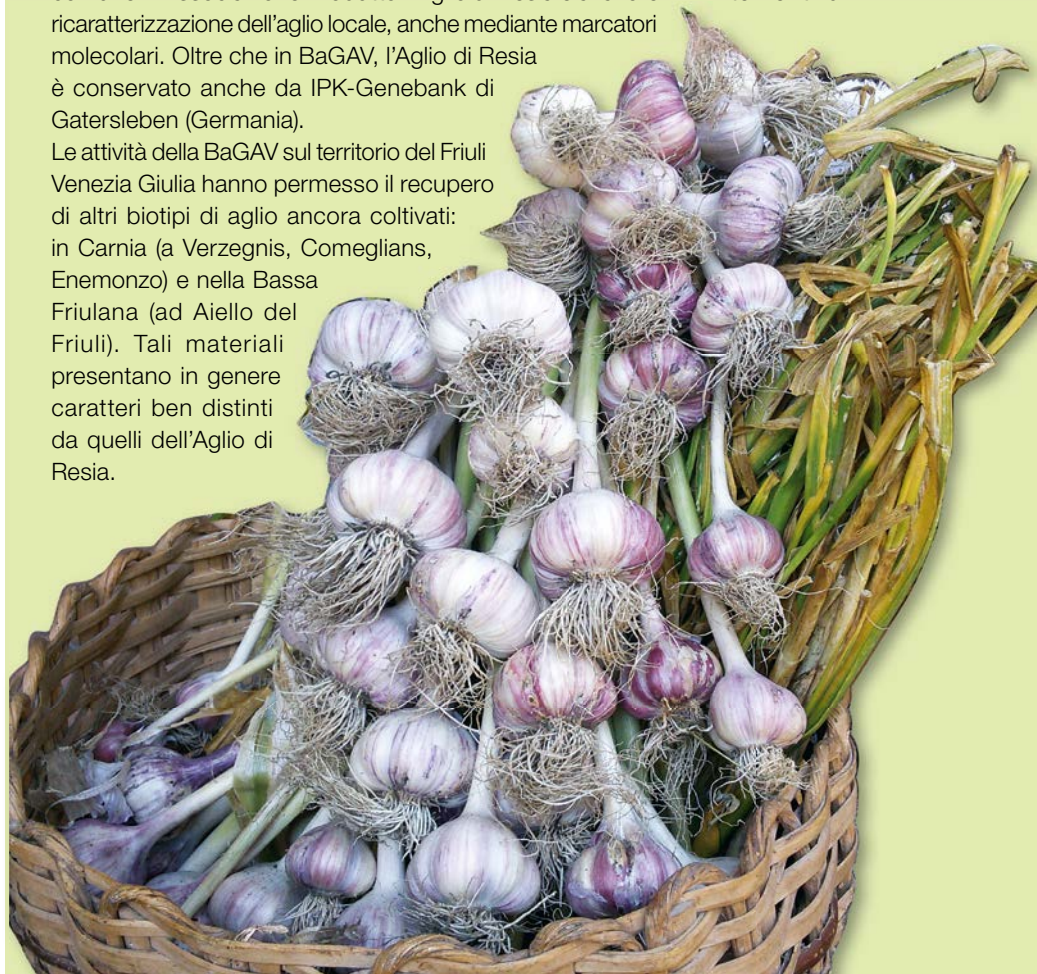 ricaratterizzazione dell'aglio locale, anche mediante marcatori
molecolari. Oltre che in BaGAV, l'Aglio di Resia
è conservato anche da IPK-Genebank di
Gatersleben (Germania).
Le attività della BaGAV sul territorio del Friuli
Venezia Giulia hanno permesso il recupero
di altri biotipi di aglio ancora coltivati:
in Carnia (a Verzegnis, Comeglians,
Enemonzo) e nella Bassa
Friulana (ad Aiello del
Friuli). Tali materiali
presentano in genere
caratteri ben distinti
da quelli dell'Aglio di
Resia.